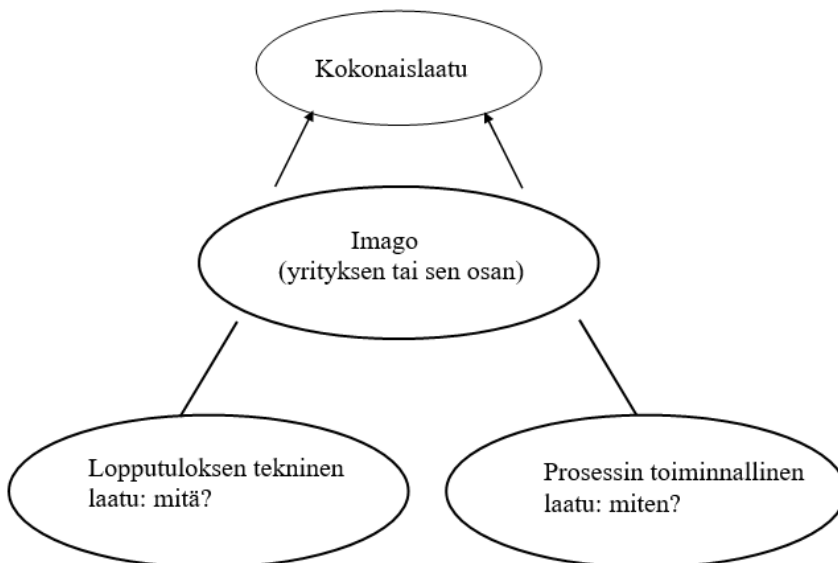 Kokonaislaatu
Imago
(yrityksen tai sen osan)
Lopputuloksen tekninen
laatu: mitä?
Prosessin toiminnallinen
laatu: miten?